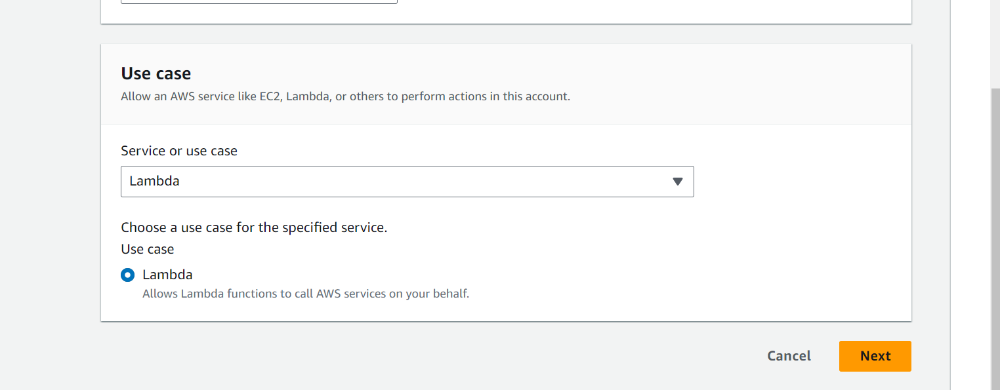 Use case
Allow an AWS service like EC2, Lambda, or others to perform actions in this account.
Service or use case
Lambda
Choose a use case for the specified service.
Use case
Lambda
Allows Lambda functions to call AWS services on your behalf.
Cancel
Next